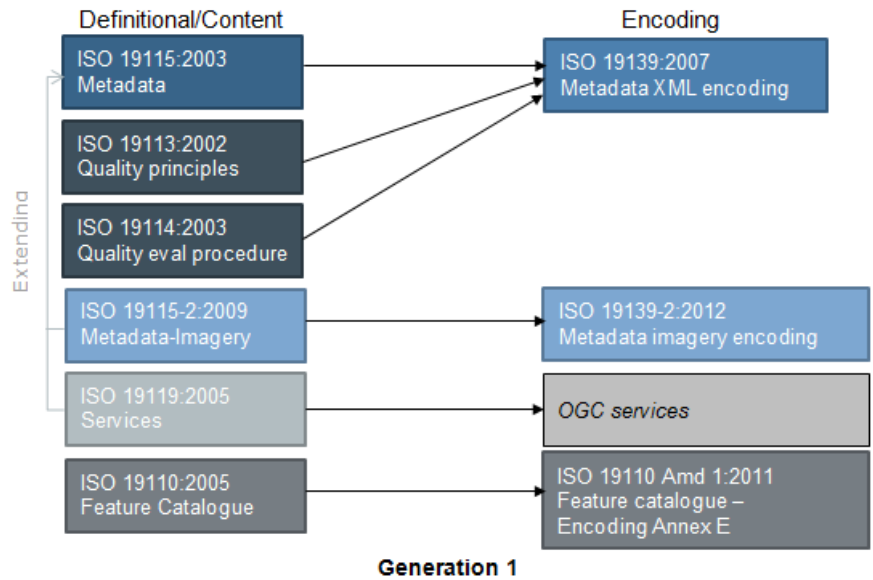 Definitional/Content
Encoding
ISO 19115:2003
Metadata
ISO 19139:2007
Metadata XML encoding
ISO 19113:2002
Quality principles
ISO 19114:2003
Quality eval procedure
Extending
ISO 19115-2:2009
Metadata-Imagery
ISO 19139-2:2012
Metadata imagery encoding
ISO 19119:2005
Services
OGC services
ISO 19110:2005
Feature Catalogue
ISO 19110 Amd 1:2011
Feature catalogue –
Encoding Annex E
Generation 1